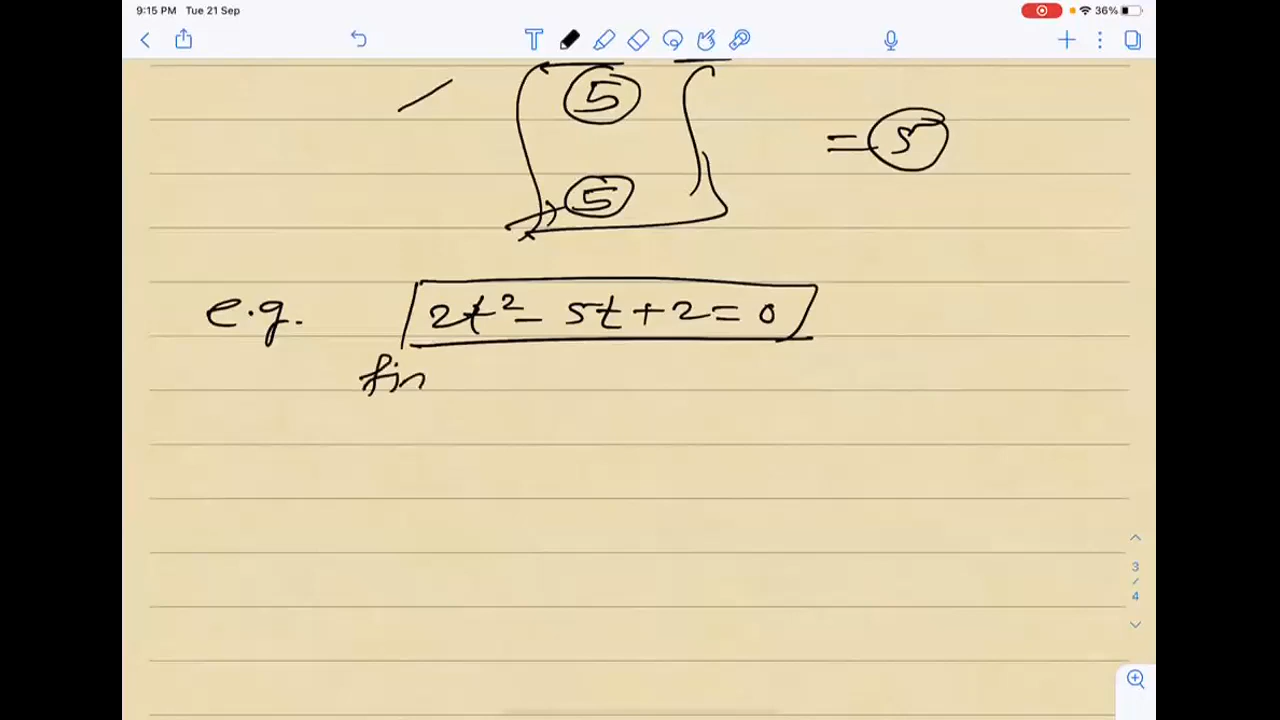 9:15 PM Tue 21 Sep
36%
T
5
= 5
5
e.g. 2t² - 5t + 2 = 0
fin
3
/
4